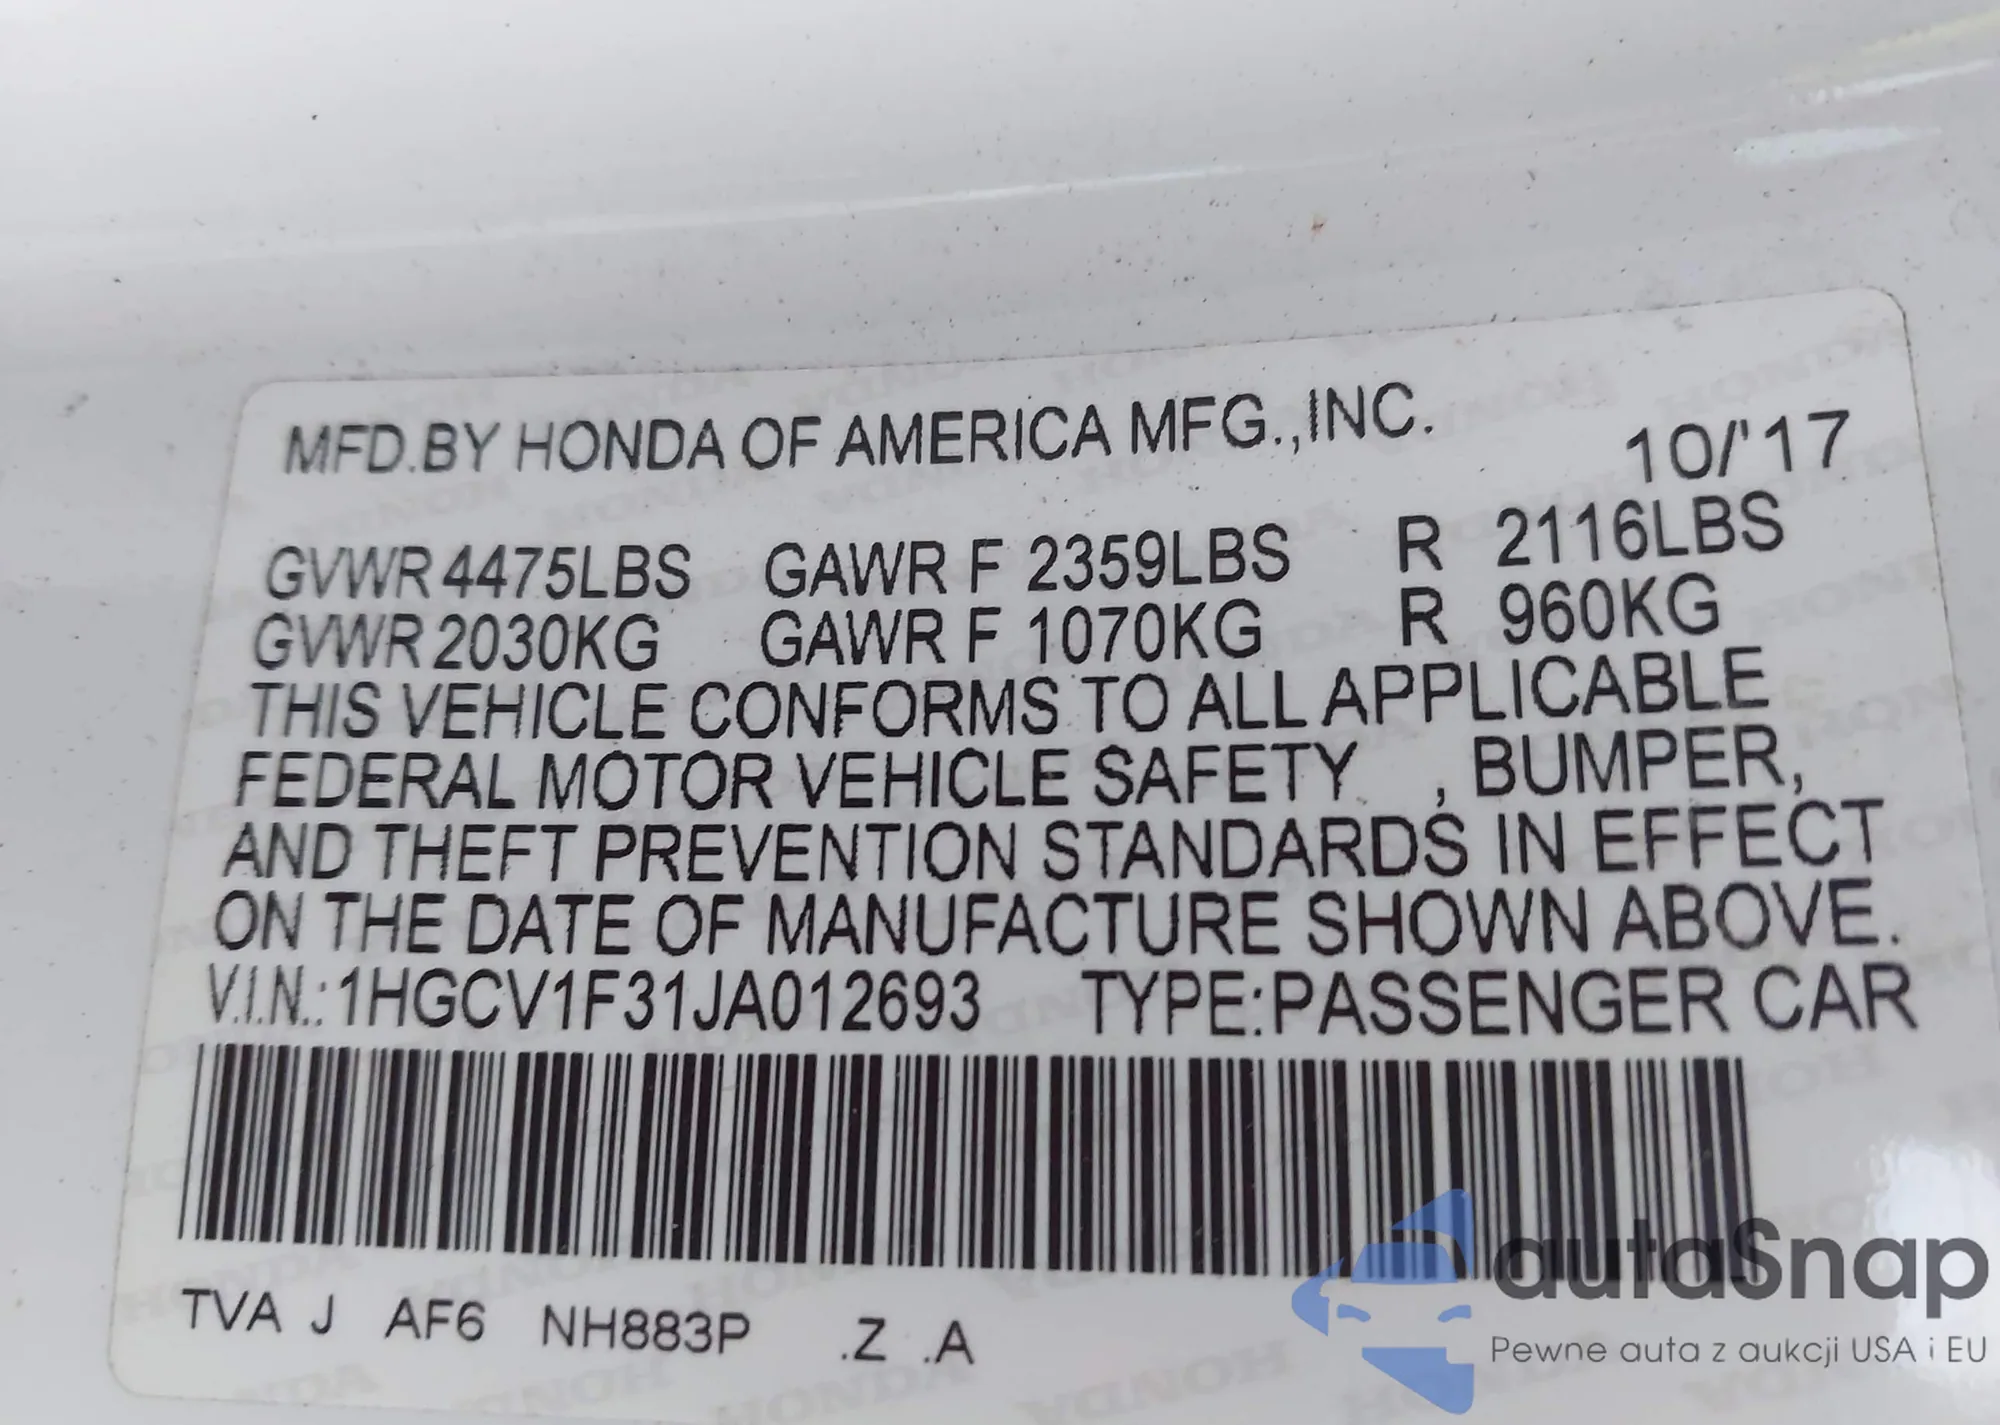 MFD.BY HONDA OF AMERICA MFG.,INC.
10/'17
GVWR 4475LBS GAWR F 2359LBS R 2116LBS
GVWR 2030KG GAWR F 1070KG R 960KG
THIS VEHICLE CONFORMS TO ALL APPLICABLE
FEDERAL MOTOR VEHICLE SAFETY , BUMPER,
AND THEFT PREVENTION STANDARDS IN EFFECT
ON THE DATE OF MANUFACTURE SHOWN ABOVE.
V.I.N.:1HGCV1F31JA012693 TYPE:PASSENGER CAR
TVA J AF6 NH883P .Z .A
autaSnap
Pewne auta z aukcji USA i EU